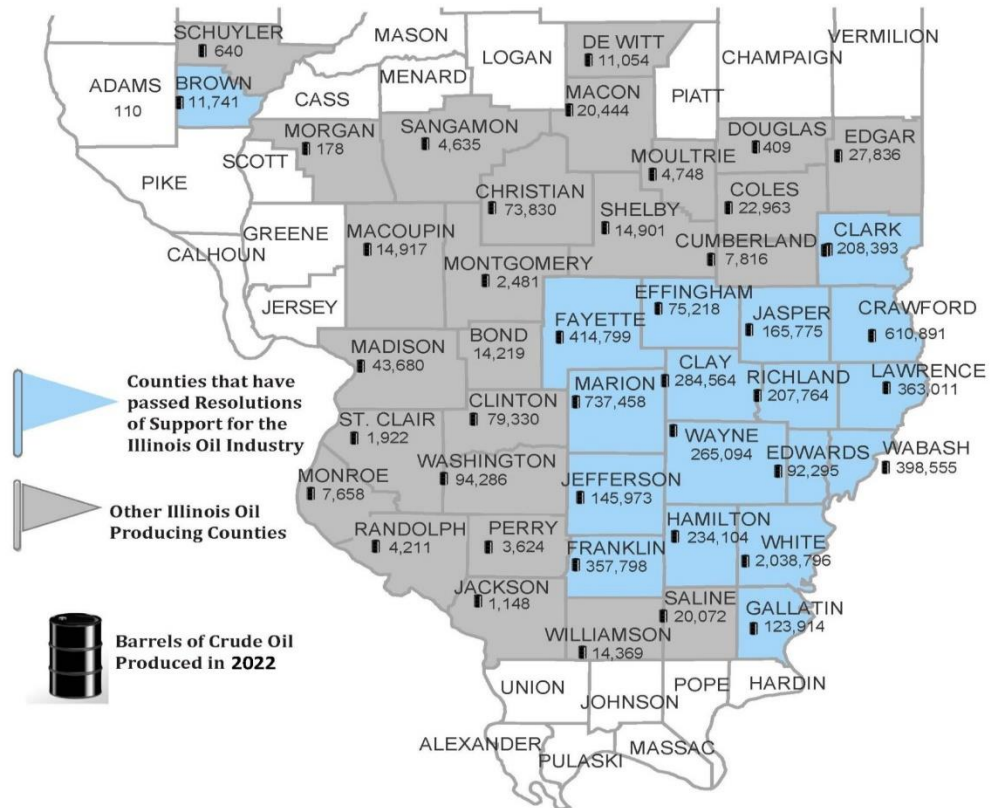 SCHUYLER
640
MASON
LOGAN
DE WITT
11,054
CHAMPAIGN
VERMILION
ADAMS
110
BROWN
11,741
CASS
MENARD
MACON
20,444
PIATT
MORGAN
178
SANGAMON
4,635
DOUGLAS
409
EDGAR
27,836
SCOTT
MOULTRIE
4,748
PIKE
CHRISTIAN
73,830
COLES
22,963
SHELBY
14,901
CUMBERLAND
7,816
CLARK
208,393
GREENE
MACOUPIN
14,917
CALHOUN
MONTGOMERY
2,481
JERSEY
EFFINGHAM
75,218
FAYETTE
414,799
JASPER
165,775
CRAWFORD
610,891
MADISON
43,680
BOND
14,219
CLAY
284,564
RICHLAND
207,764
LAWRENCE
363,011
MARION
737,458
CLINTON
79,330
ST. CLAIR
1,922
WAYNE
265,094
EDWARDS
92,295
WABASH
398,555
WASHINGTON
94,286
MONROE
7,658
JEFFERSON
145,973
RANDOLPH
4,211
PERRY
3,624
HAMILTON
234,104
WHITE
2,038,796
FRANKLIN
357,798
JACKSON
1,148
SALINE
20,072
GALLATIN
123,914
WILLIAMSON
14,369
UNION
JOHNSON
POPE
HARDIN
ALEXANDER
PULASKI
MASSAC
Counties that have
passed Resolutions
of Support for the
Illinois Oil Industry
Other Illinois Oil
Producing Counties
Barrels of Crude Oil
Produced in 2022